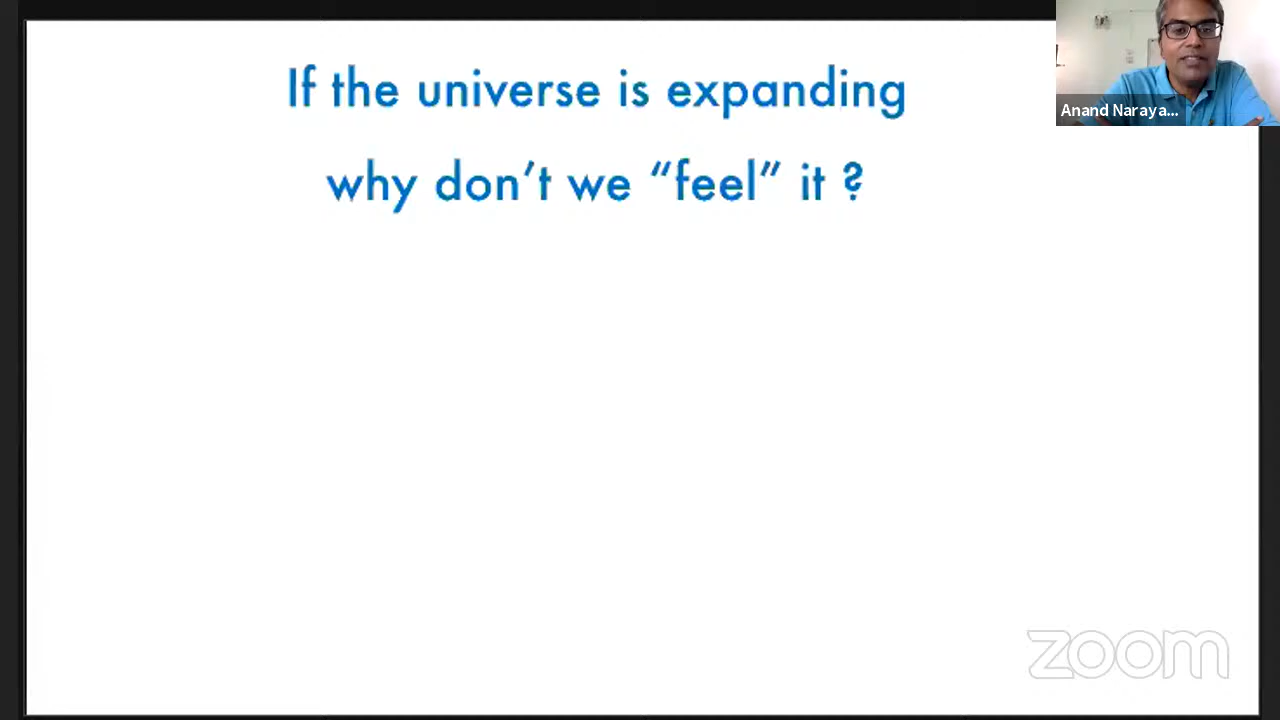 If the universe is expanding
why don’t we “feel” it ?
Anand Naraya...
zoom